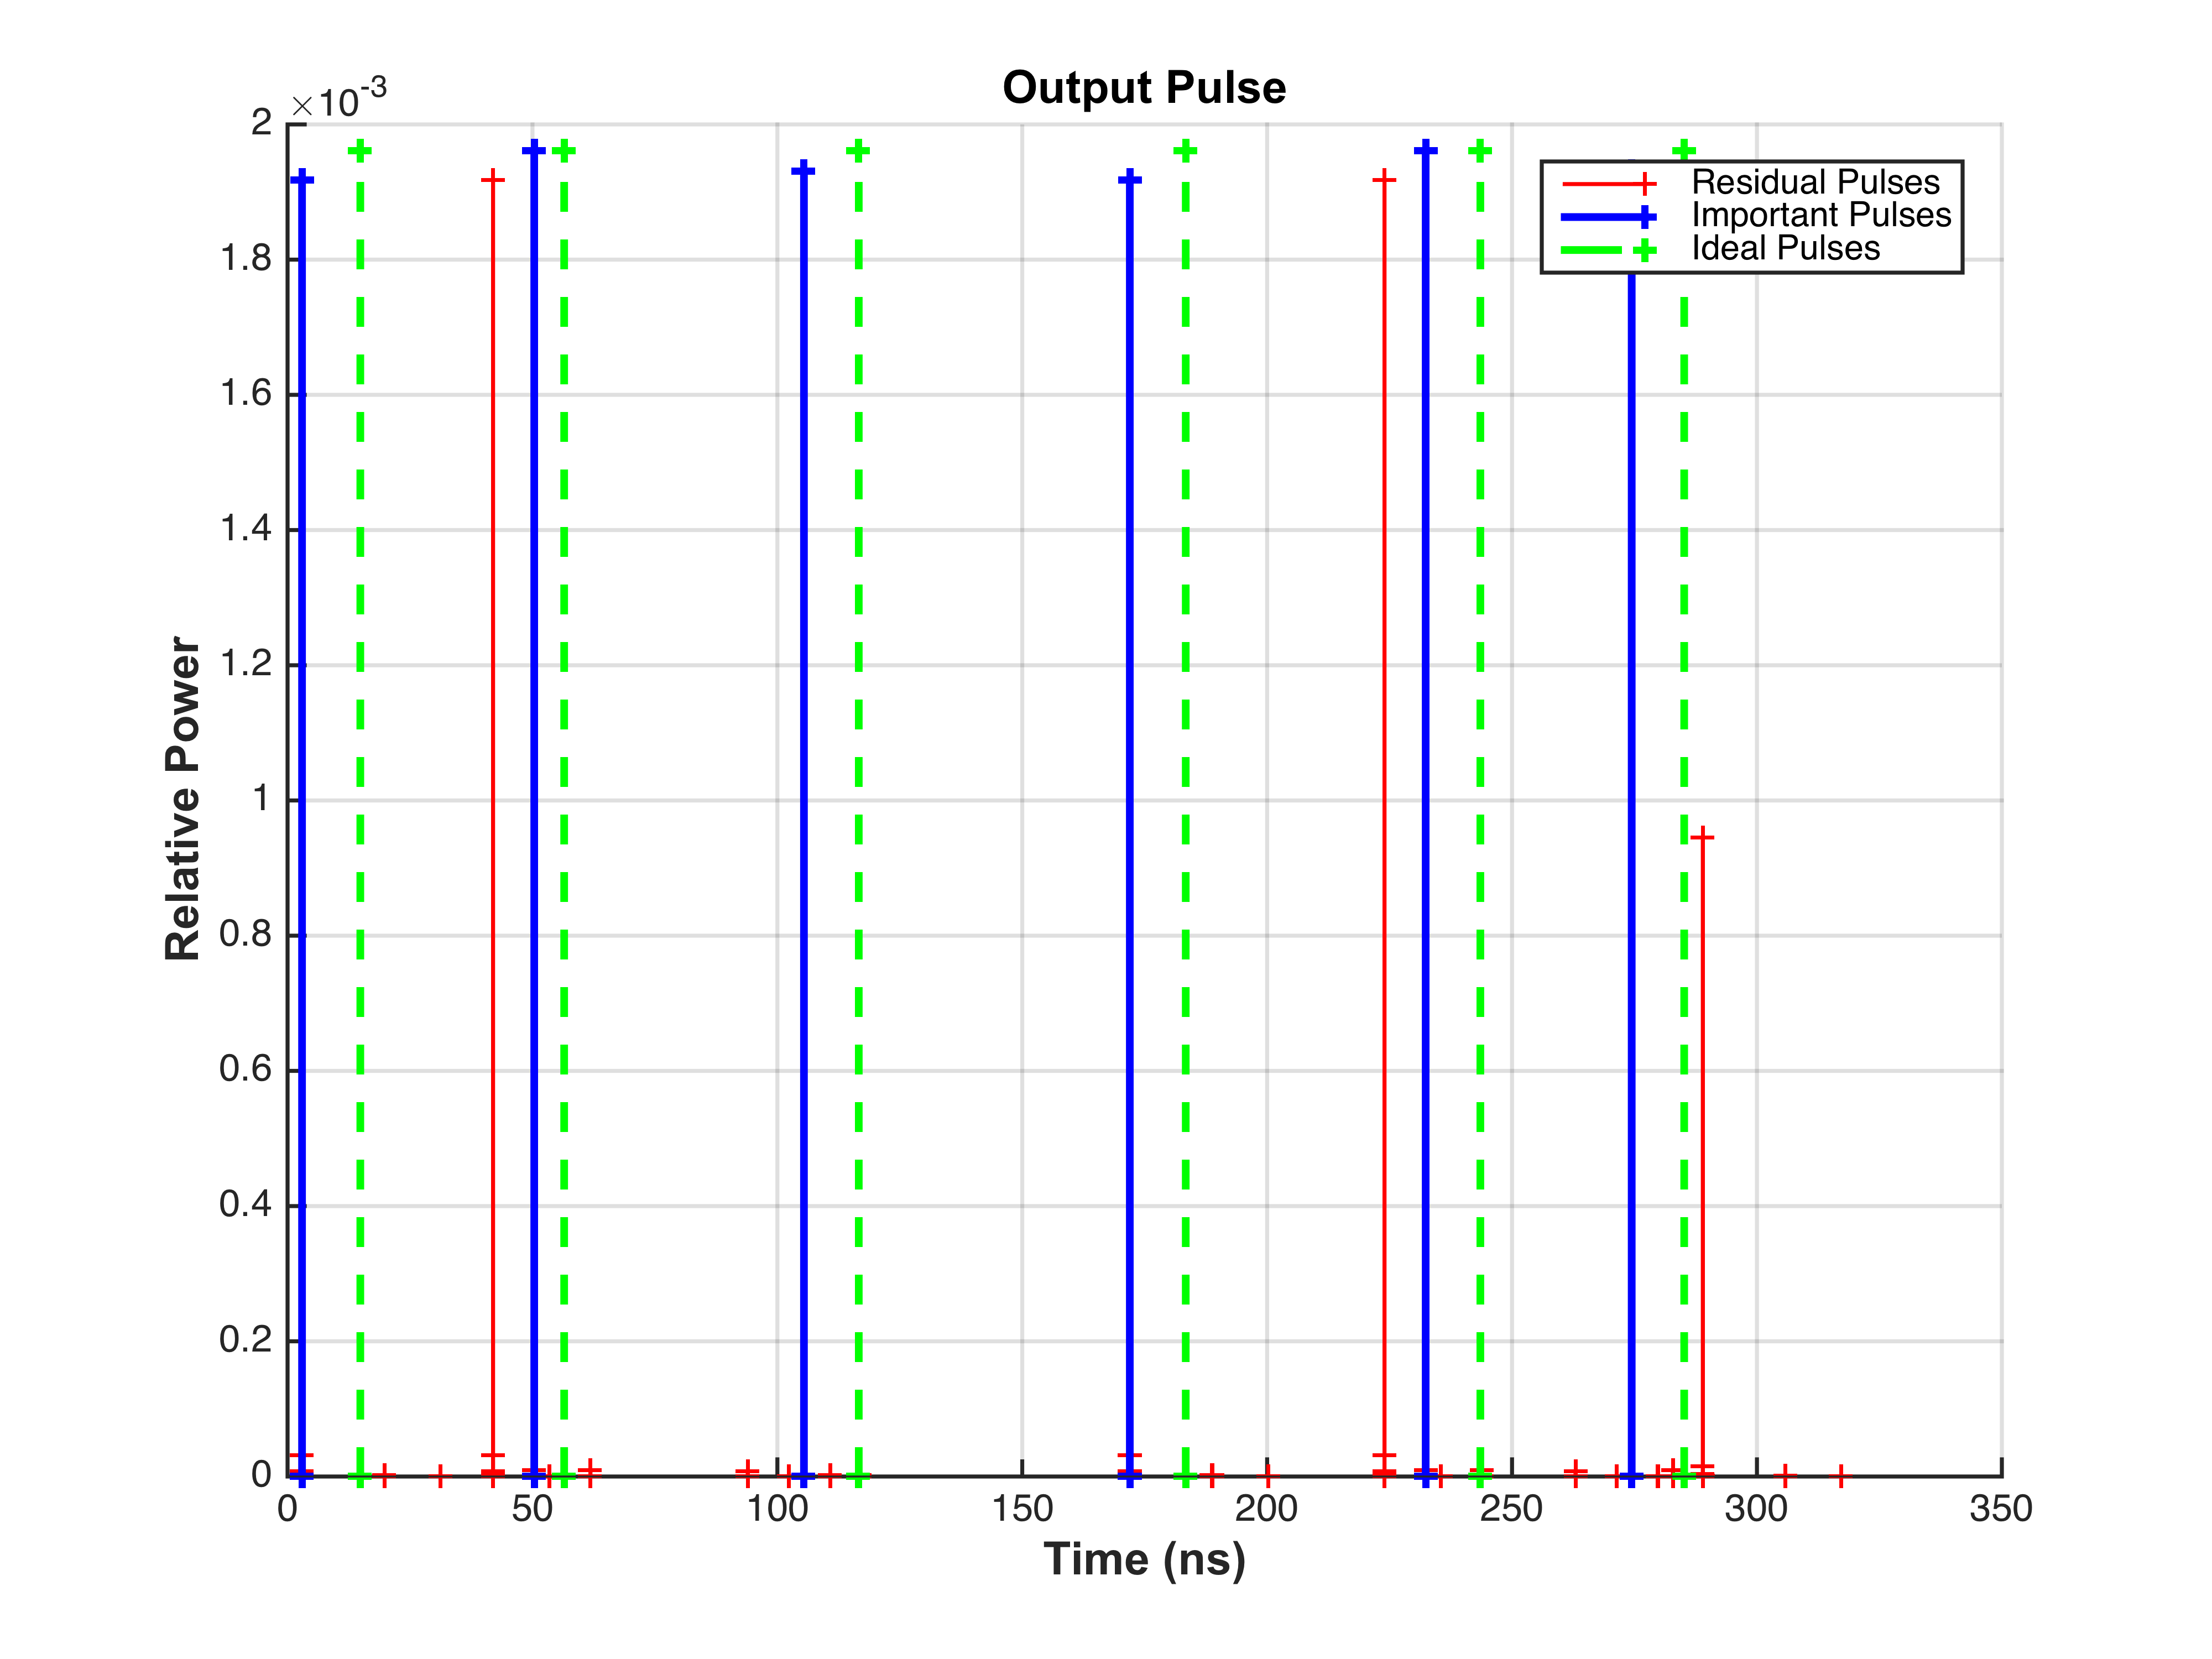 Output Pulse
×10-3
2
1.8
1.6
1.4
1.2
1
0.8
0.6
0.4
0.2
0
Relative Power
Residual Pulses
Important Pulses
Ideal Pulses
0 50 100 150 200 250 300 350
Time (ns)